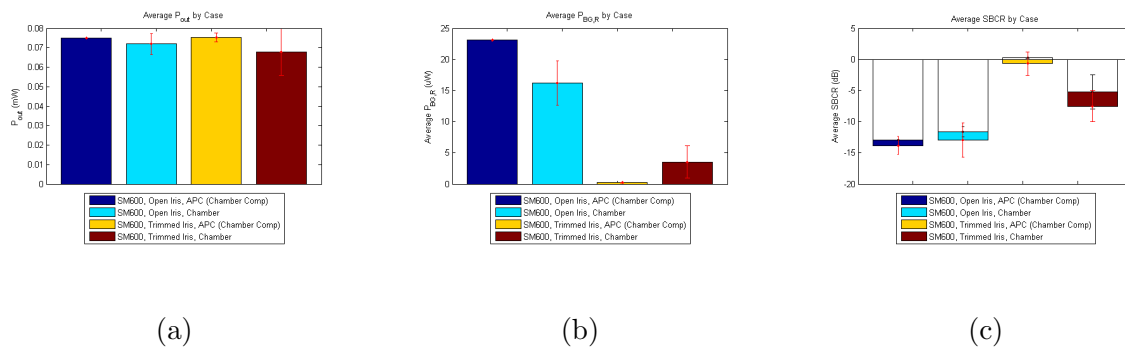 Average P_out by Case
0.08
0.07
0.06
0.05
0.04
0.03
0.02
0.01
0
P_out (mW)
SM600, Open Iris, APC (Chamber Comp)
SM600, Open Iris, Chamber
SM600, Trimmed Iris, APC (Chamber Comp)
SM600, Trimmed Iris, Chamber
(a)
Average P_BG,R by Case
25
20
15
10
5
0
Average P_BG,R (uW)
SM600, Open Iris, APC (Chamber Comp)
SM600, Open Iris, Chamber
SM600, Trimmed Iris, APC (Chamber Comp)
SM600, Trimmed Iris, Chamber
(b)
Average SBCR by Case
5
0
-5
-10
-15
-20
Average SBCR (dB)
SM600, Open Iris, APC (Chamber Comp)
SM600, Open Iris, Chamber
SM600, Trimmed Iris, APC (Chamber Comp)
SM600, Trimmed Iris, Chamber
(c)